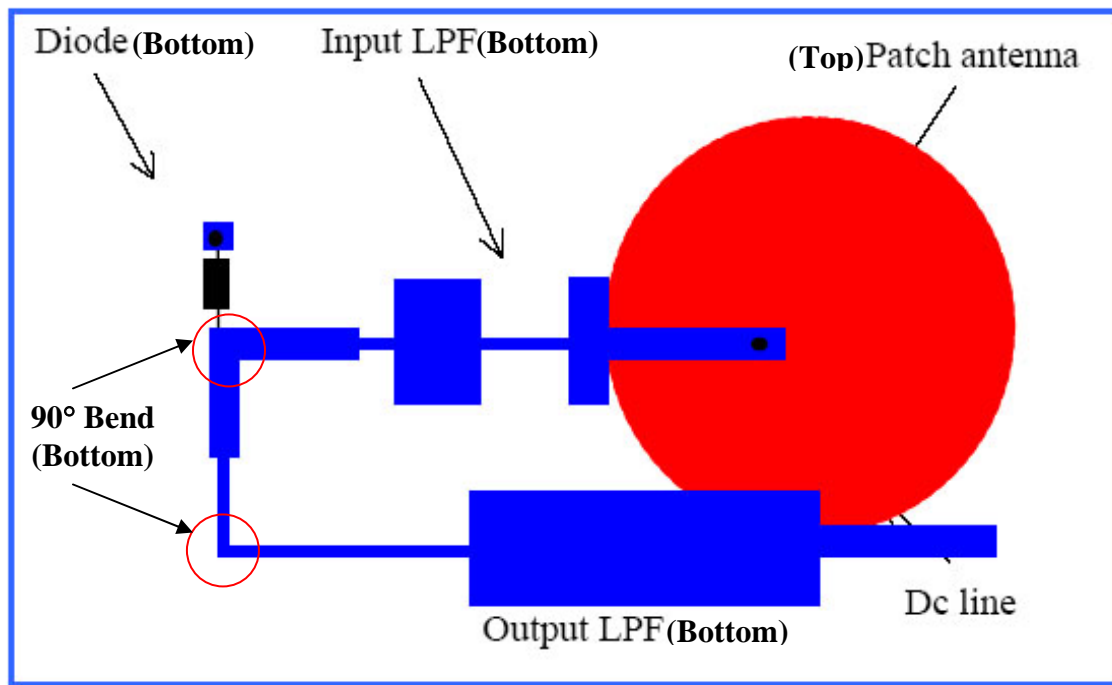 Diode (Bottom)
Input LPF (Bottom)
(Top) Patch antenna
90° Bend
(Bottom)
Dc line
Output LPF (Bottom)